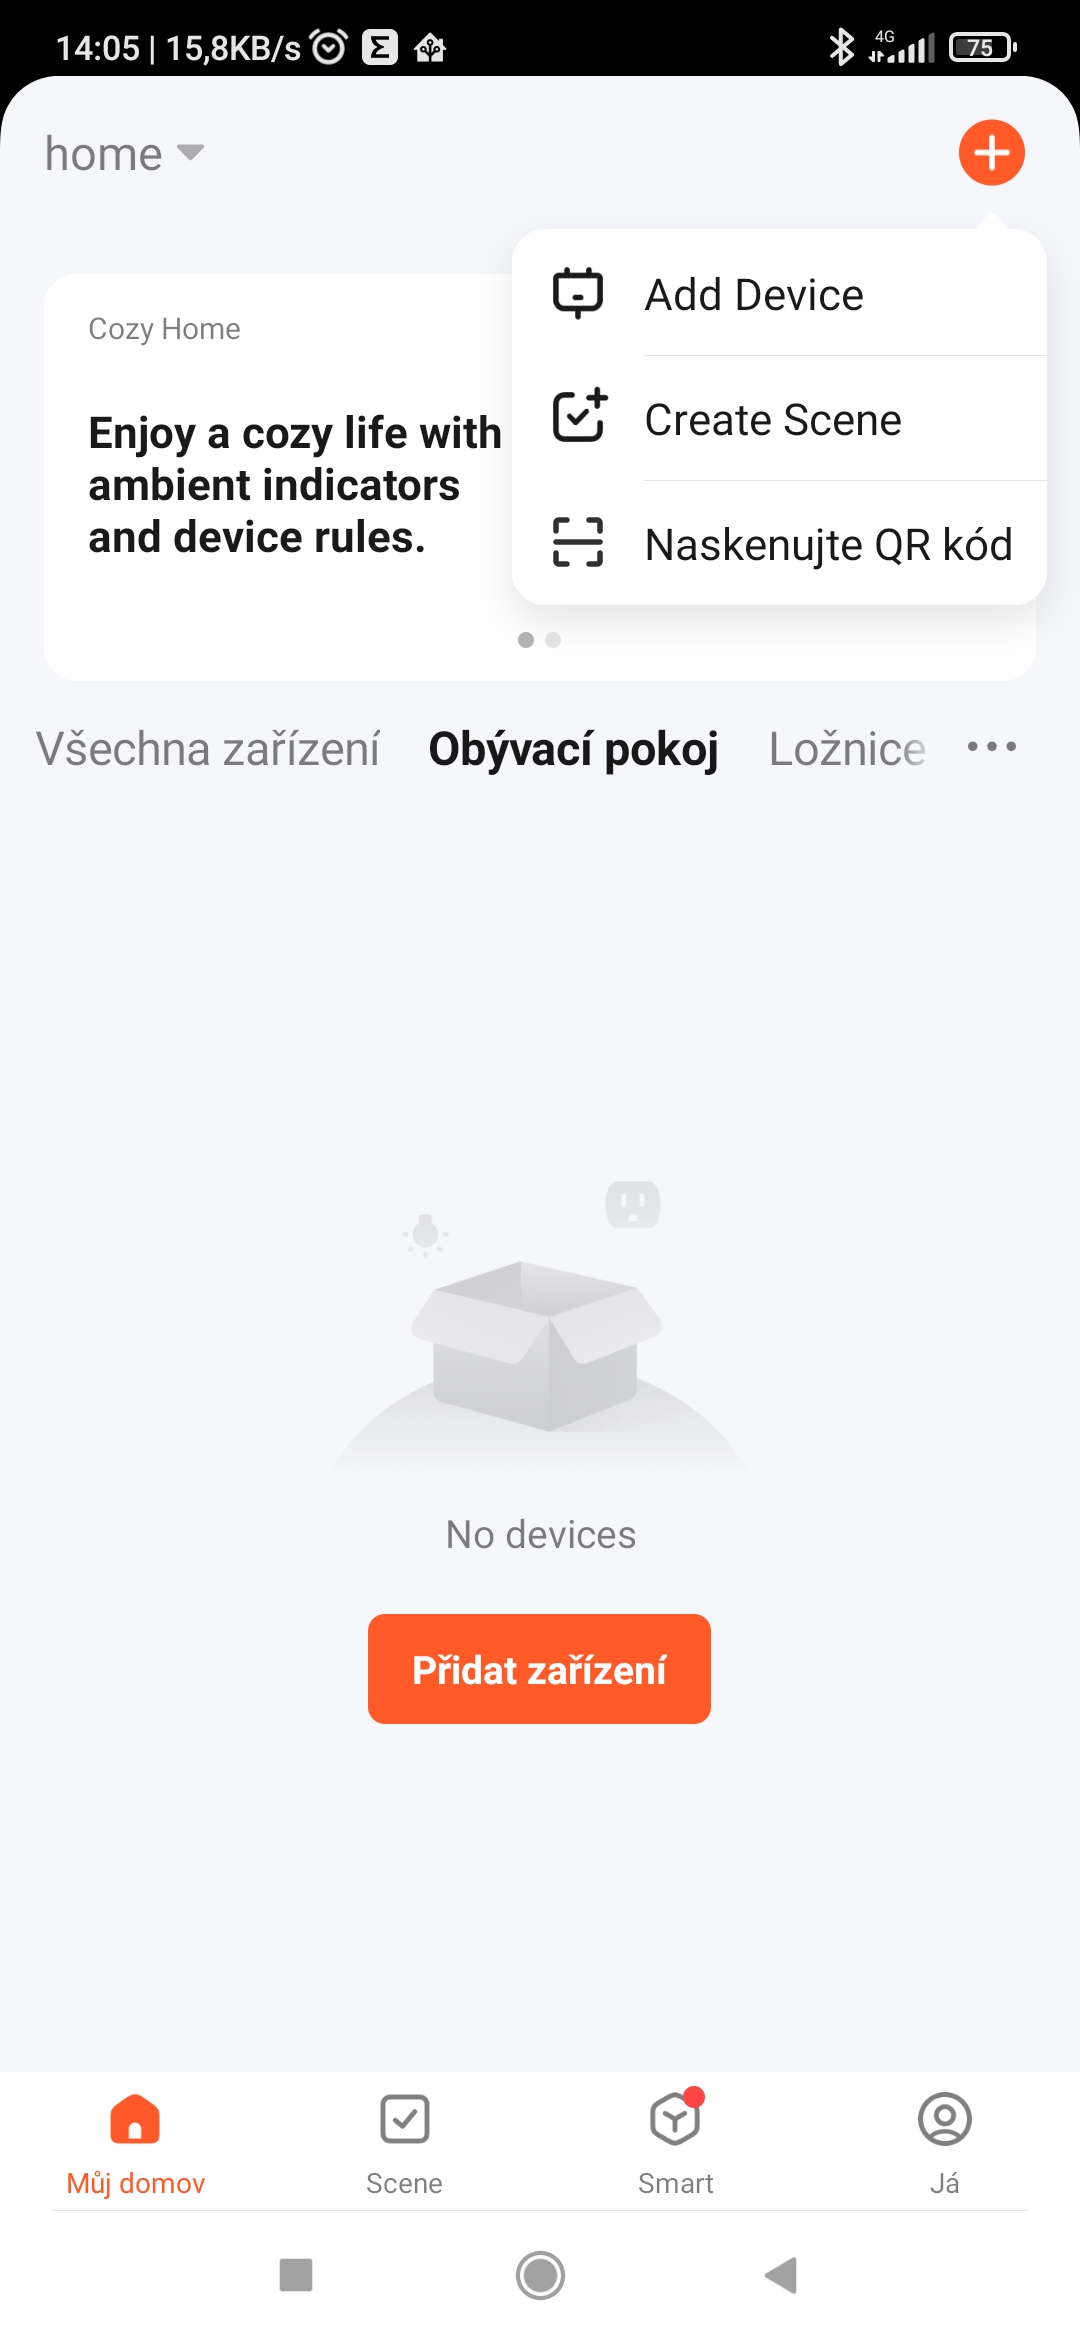 14:05 | 15,8KB/s
4G
75
home
Add Device
Create Scene
Naskenujte QR kód
Cozy Home
Enjoy a cozy life with
ambient indicators
and device rules.
Všechna zařízení Obývací pokoj Ložnice
No devices
Přidat zařízení
Můj domov Scene Smart Já